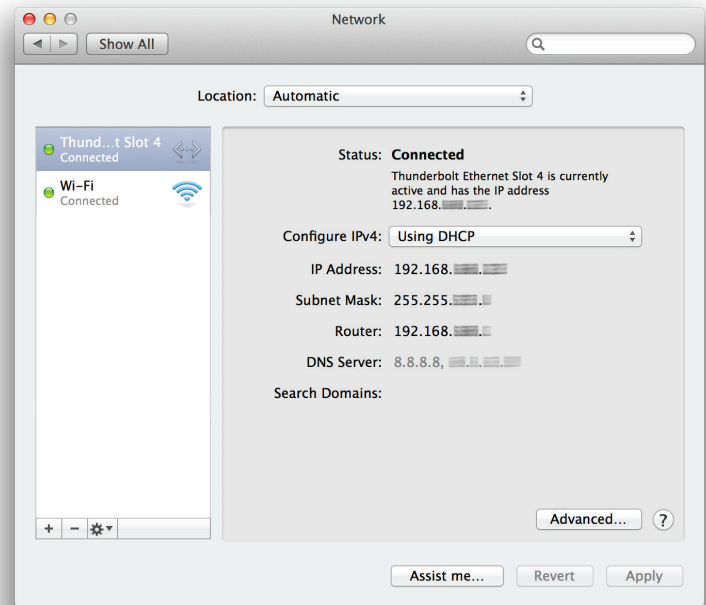 Network
Show All
Location: Automatic
Thund...t Slot 4
Connected
Wi-Fi
Connected
Status: Connected
Thunderbolt Ethernet Slot 4 is currently
active and has the IP address
192.168.
Configure IPv4: Using DHCP
IP Address: 192.168.
Subnet Mask: 255.255.
Router: 192.168.
DNS Server: 8.8.8.8,
Search Domains:
Advanced... ?
Assist me... Revert Apply